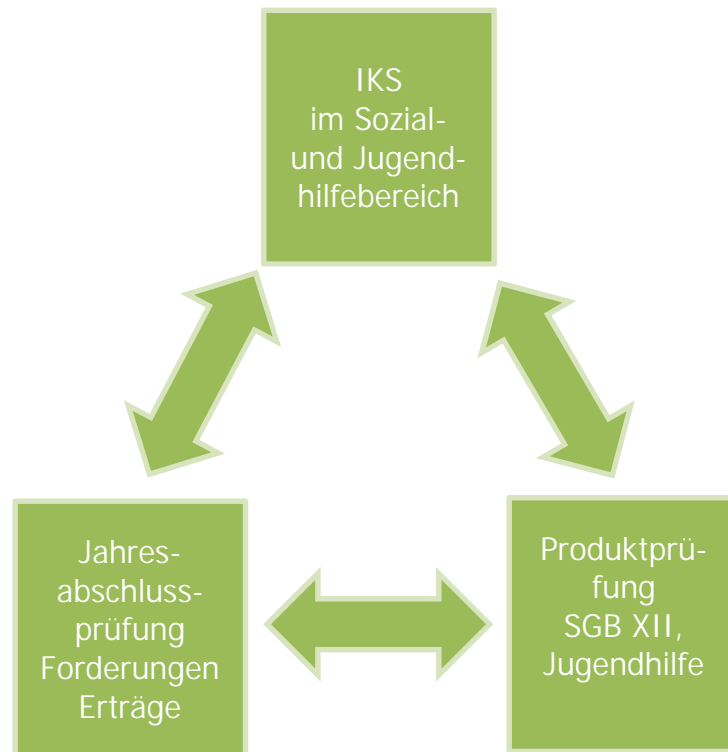 IKS
im Sozial-
und Jugend-
hilfebereich
Jahres-
abschluss-
prüfung
Forderungen
Erträge
Produktprü-
fung
SGB XII,
Jugendhilfe